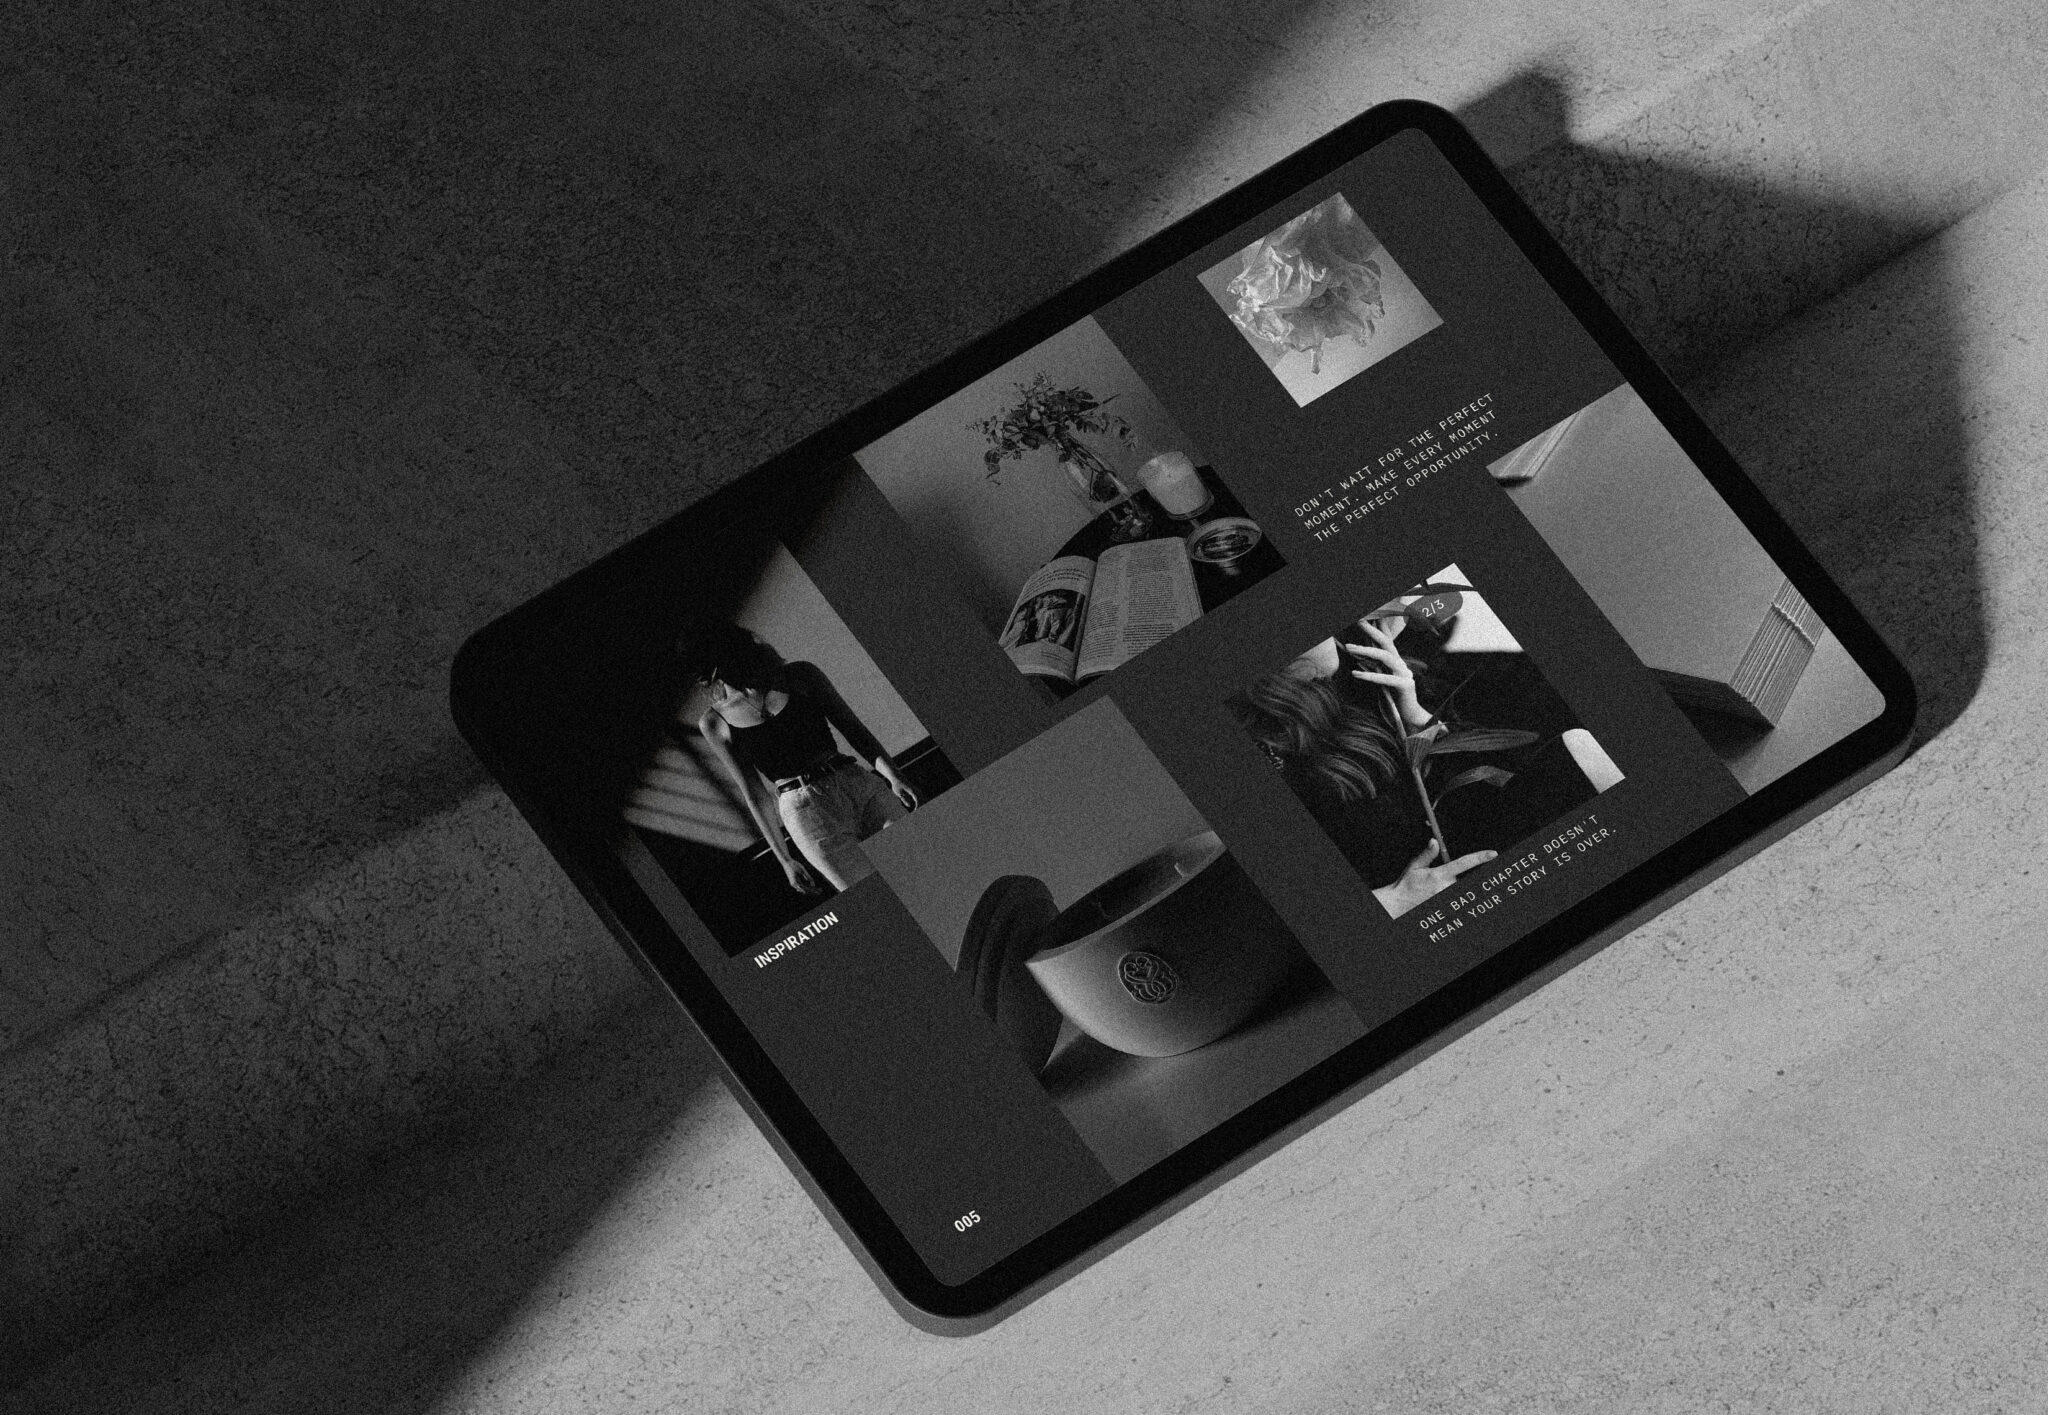 DON'T WAIT FOR THE PERFECT
MOMENT. MAKE EVERY MOMENT
THE PERFECT OPPORTUNITY.
2/3
ONE BAD CHAPTER DOESN'T
MEAN YOUR STORY IS OVER.
INSPIRATION
005